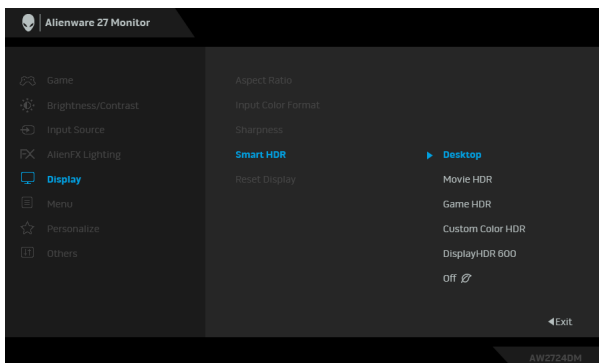 Alienware 27 Monitor
Game
Brightness/Contrast
Input Source
AlienFX Lighting
Display
Menu
Personalize
Others
Aspect Ratio
Input Color Format
Sharpness
Smart HDR
Reset Display
Desktop
Movie HDR
Game HDR
Custom Color HDR
DisplayHDR 600
Off
Exit
AW2724DM